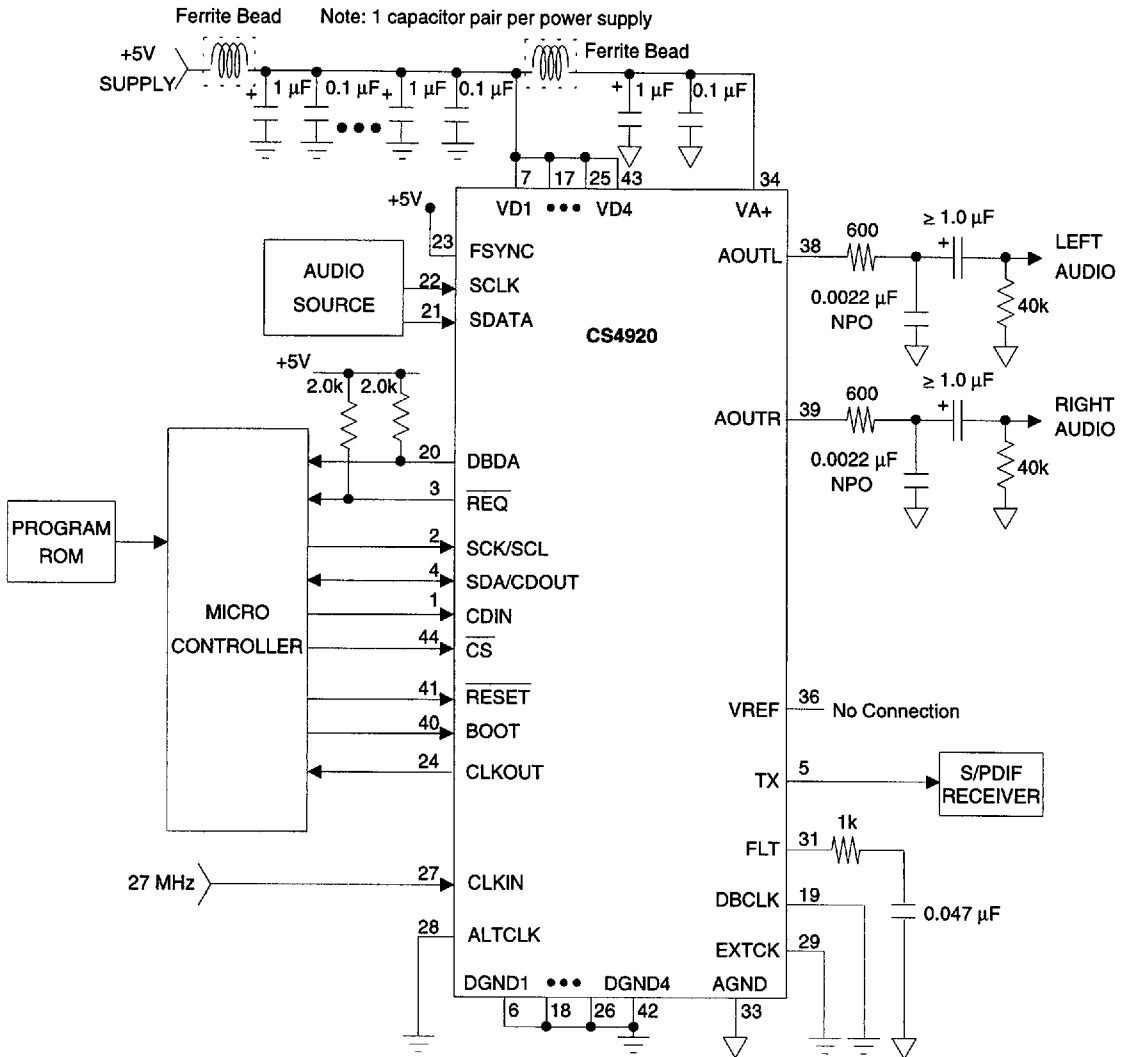 Ferrite Bead Note: 1 capacitor pair per power supply
+5V
SUPPLY
Ferrite Bead
+ 1 µF 0.1 µF + 1 µF 0.1 µF + 1 µF 0.1 µF
7 17 25 43 34
+5V
VD1 VD4 VA+
23 FSYNC
AUDIO
SOURCE
22 SCLK
21 SDATA
CS4920
AOUTL 38 600 ≥ 1.0 µF +
LEFT
AUDIO
0.0022 µF
NPO
40k
+5V
2.0k 2.0k
AOUTR 39 600 ≥ 1.0 µF +
RIGHT
AUDIO
0.0022 µF
NPO
40k
20 DBDA
3 REQ
PROGRAM
ROM
MICRO
CONTROLLER
2 SCK/SCL
4 SDA/CDOUT
1 CDIN
44 CS
41 RESET
40 BOOT
24 CLKOUT
VREF 36 No Connection
TX 5
S/PDIF
RECEIVER
FLT 31 1k
0.047 µF
27 MHz 27 CLKIN
DBCLK 19
28 ALTCLK
EXTCK 29
DGND1 DGND4 AGND
6 18 26 42 33